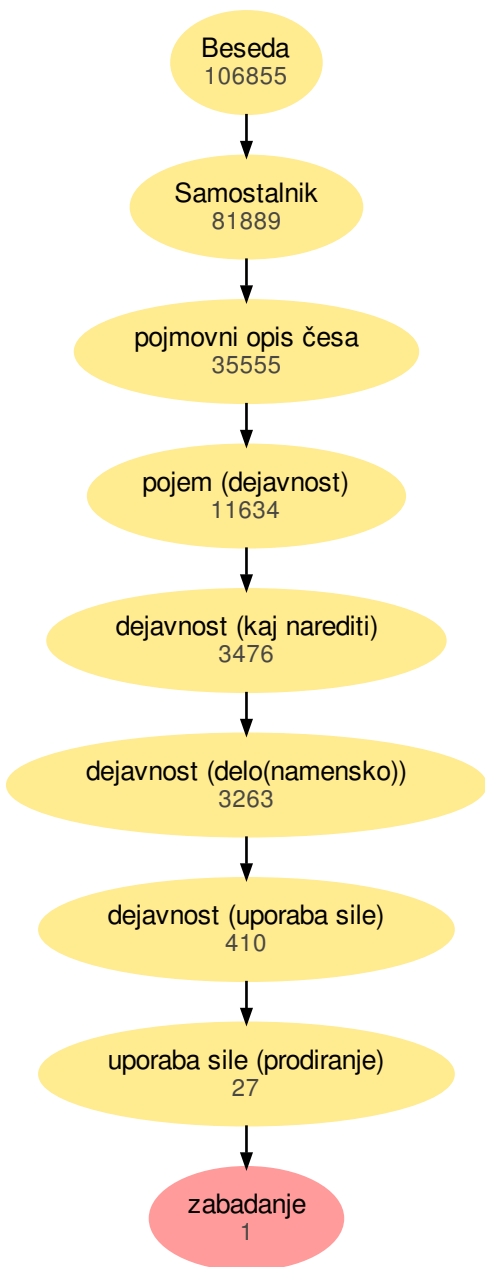 Beseda
106855
Samostalnik
81889
pojmovni opis česa
35555
pojem (dejavnost)
11634
dejavnost (kaj narediti)
3476
dejavnost (delo(namensko))
3263
dejavnost (uporaba sile)
410
uporaba sile (prodiranje)
27
zabadanje
1